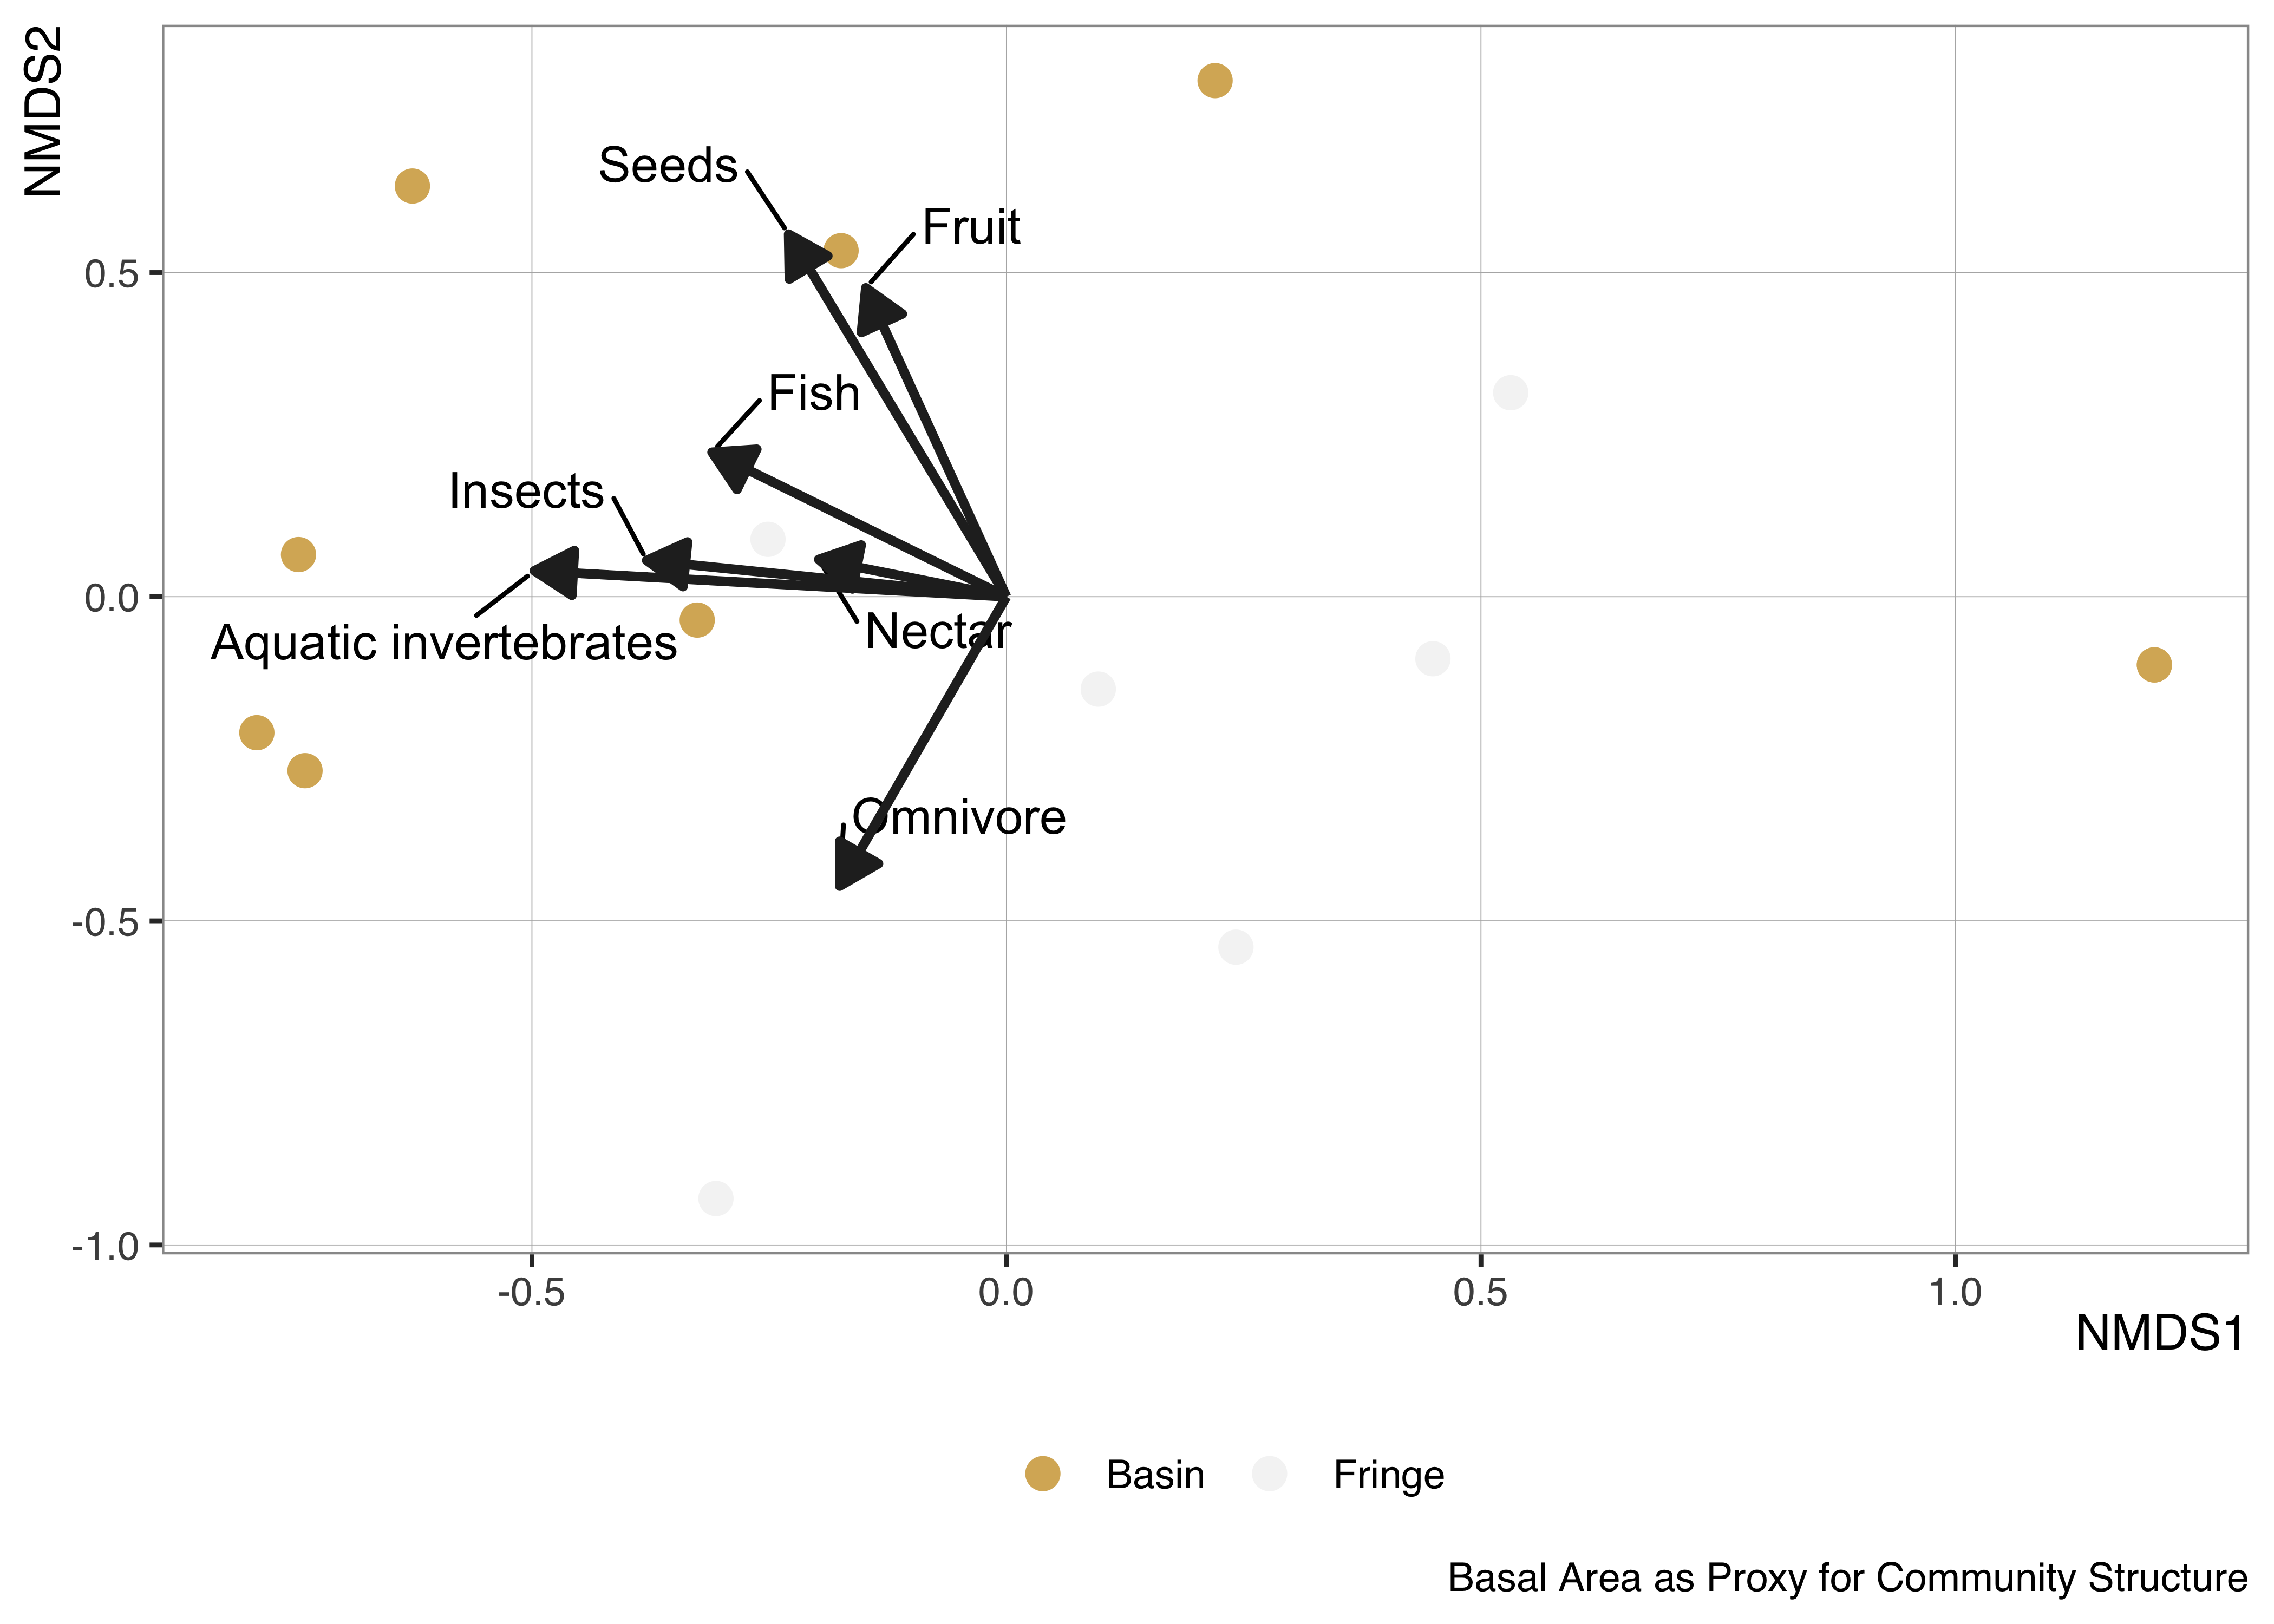 NMDS2
Seeds
Fruit
0.5
Fish
Insects
0.0
Nectar
Aquatic invertebrates
Omnivore
-0.5
-1.0
-0.5 0.0 0.5 1.0
NMDS1
Basin Fringe
Basal Area as Proxy for Community Structure